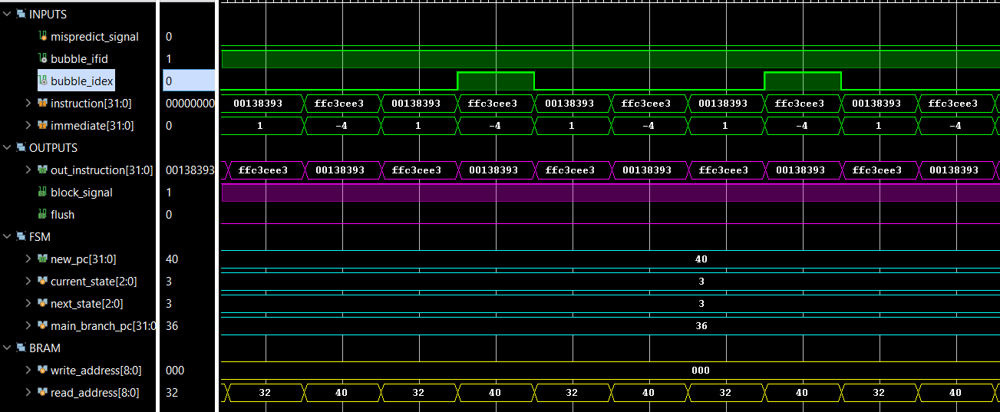 INPUTS
mispredict_signal 0
bubble_ifid 1
bubble_idex 0
instruction[31:0] 00000000 00138393 ffc3cee3 00138393 ffc3cee3 00138393 ffc3cee3 00138393 ffc3cee3 00138393 ffc3cee3
immediate[31:0] 0 1 -4 1 -4 1 -4 1 -4 1 -4
OUTPUTS
out_instruction[31:0] 00138393 ffc3cee3 00138393 ffc3cee3 00138393 ffc3cee3 00138393 ffc3cee3 00138393 ffc3cee3 00138393
block_signal 1
flush 0
FSM
new_pc[31:0] 40 40
current_state[2:0] 3 3
next_state[2:0] 3 3
main_branch_pc[31:0 36 36
BRAM
write_address[8:0] 000 000
read_address[8:0] 32 32 40 32 40 32 40 32 40 32 40